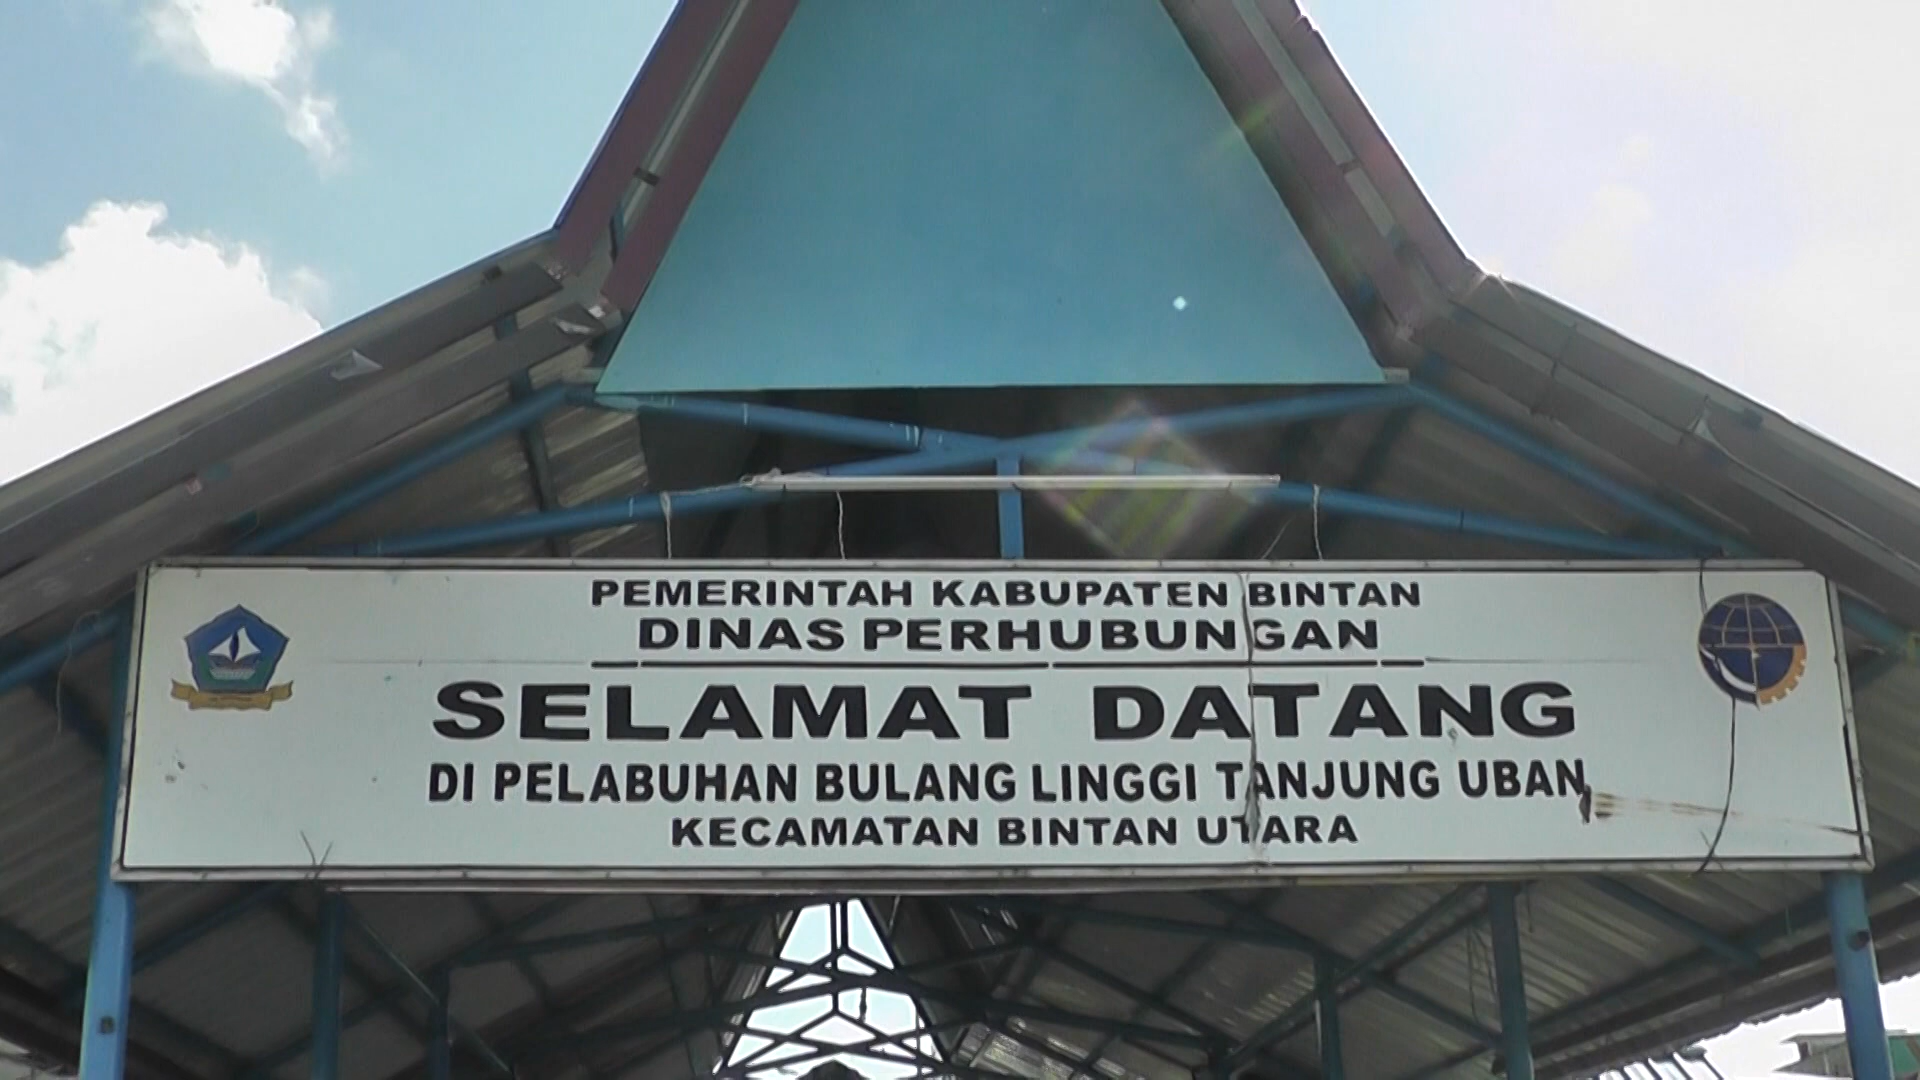 PEMERINTAH KABUPATEN BINTAN
DINAS PERHUBUNGAN
SELAMAT DATANG
DI PELABUHAN BULANG LINGGI TANJUNG UBAN
KECAMATAN BINTAN UTARA